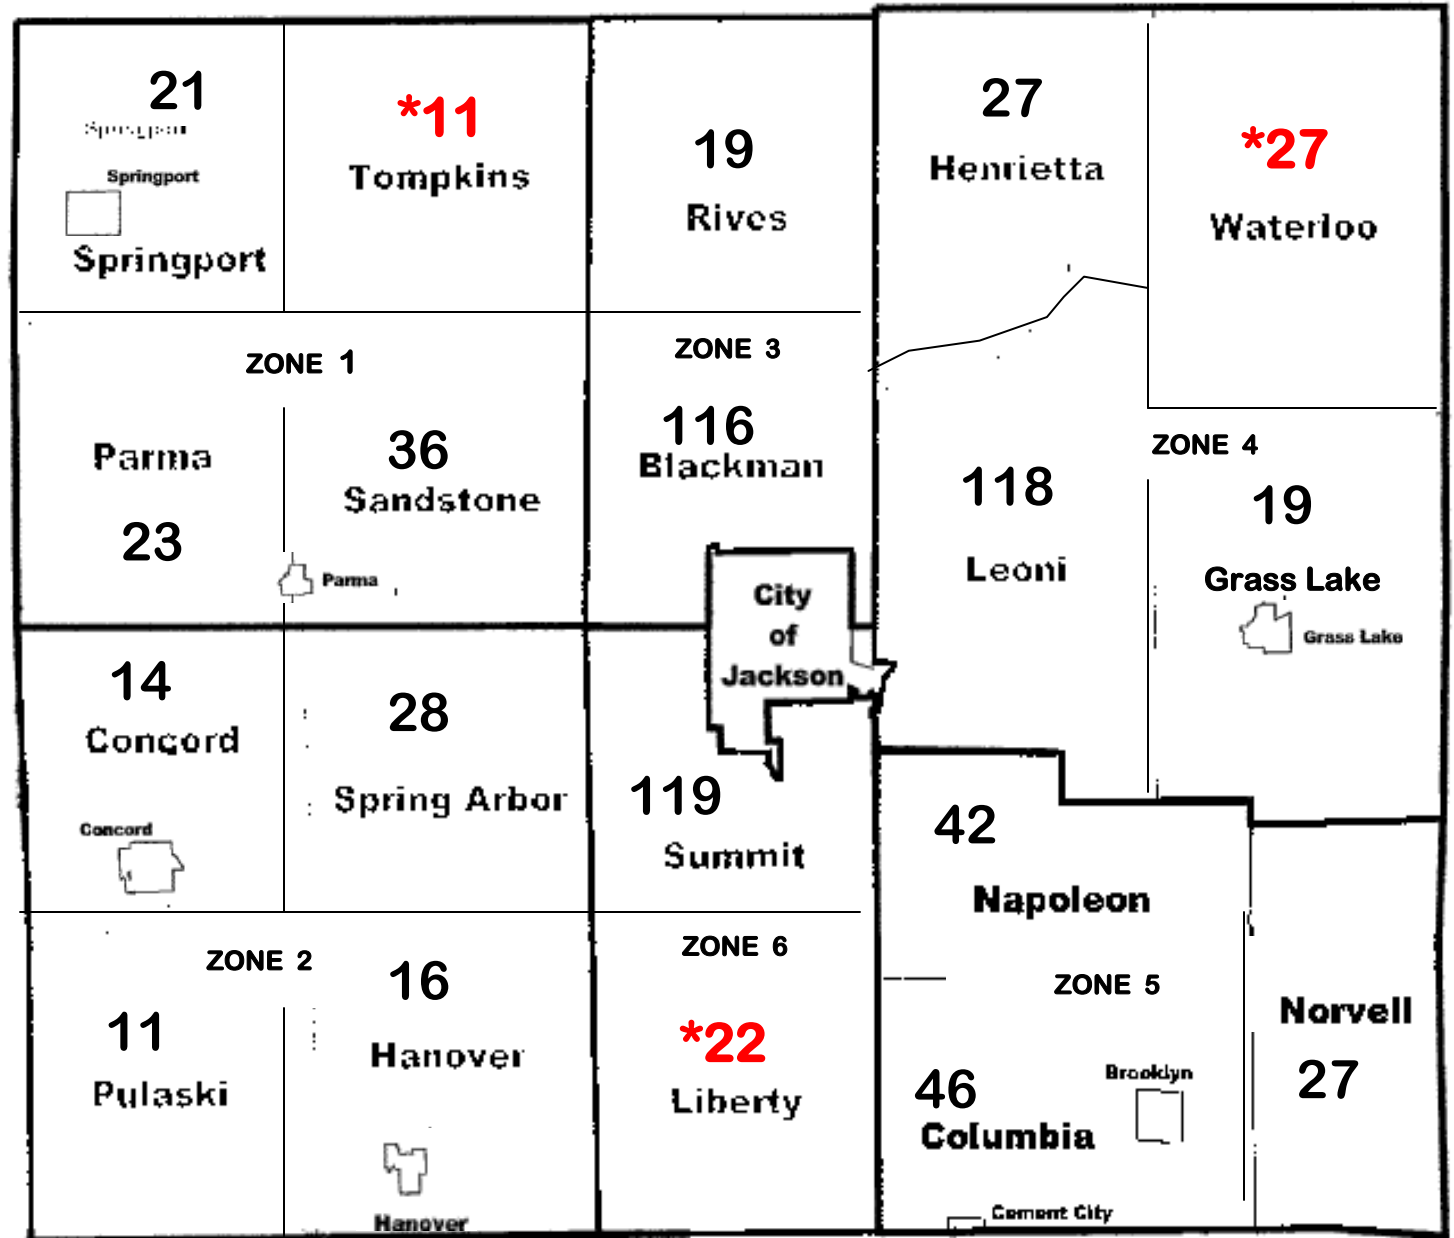 21
Springport
Springport
Springport
*11
Tompkins
19
Rives
27
Henrietta
*27
Waterloo
ZONE 1
Parma
23
36
Sandstone
Parma
ZONE 3
116
Blackman
City
of
Jackson
118
Leoni
ZONE 4
19
Grass Lake
Grass Lake
14
Concord
Concord
28
Spring Arbor
119
Summit
42
Napoleon
ZONE 2
11
Pulaski
16
Hanover
Hanover
ZONE 6
*22
Liberty
ZONE 5
46
Columbia
Brooklyn
Cement City
Norvell
27